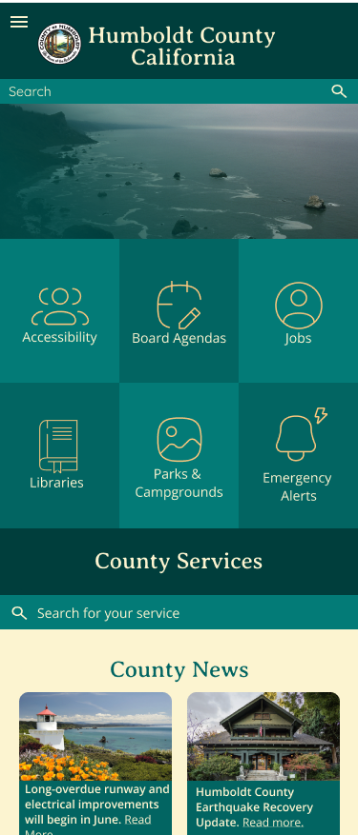 Humboldt County
California
Search
Accessibility
Board Agendas
Jobs
Libraries
Parks &
Campgrounds
Emergency
Alerts
County Services
Search for your service
County News
Long-overdue runway and
electrical improvements
will begin in June. Read
More.
Humboldt County
Earthquake Recovery
Update. Read more.